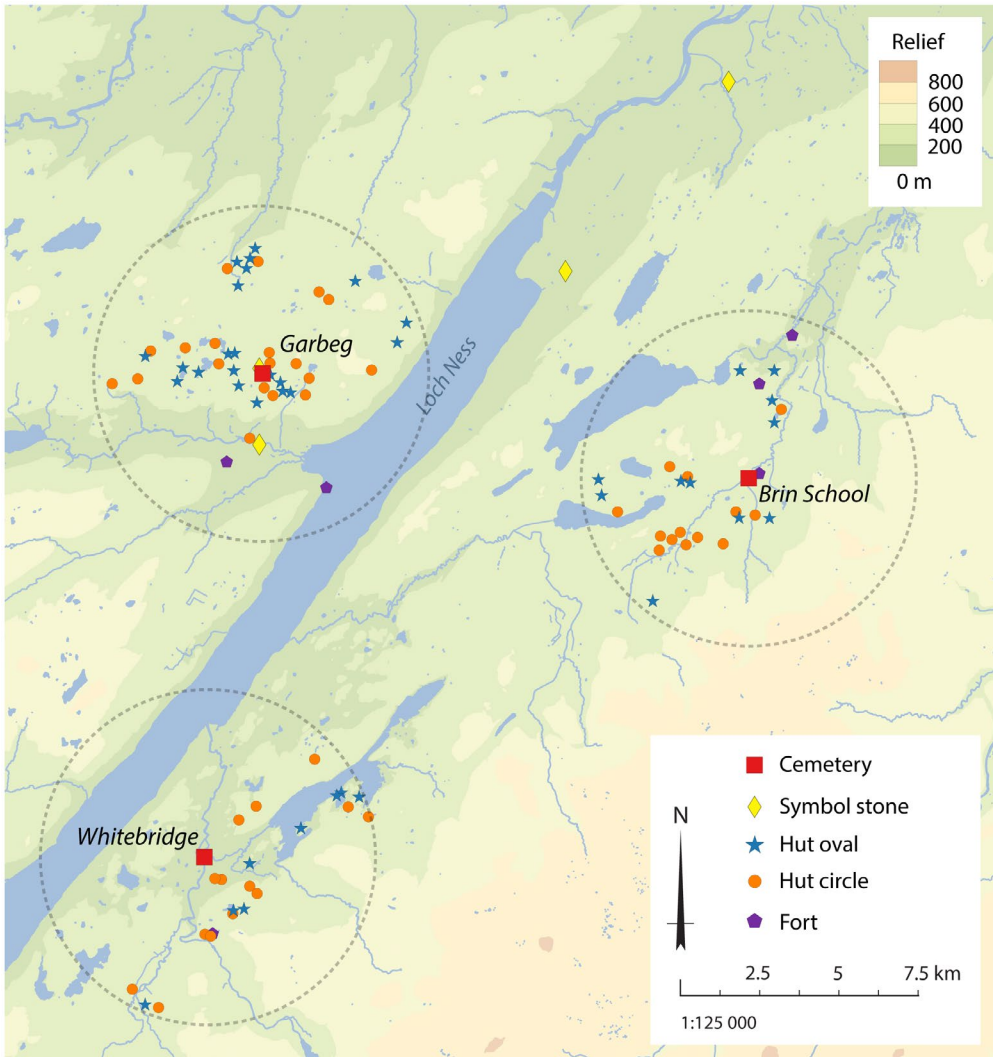 Relief
800
600
400
200
0 m
Garbeg
Loch Ness
Brin School
Whitebridge
Cemetery
Symbol stone
Hut oval
Hut circle
Fort
N
2.5 5 7.5 km
1:125 000